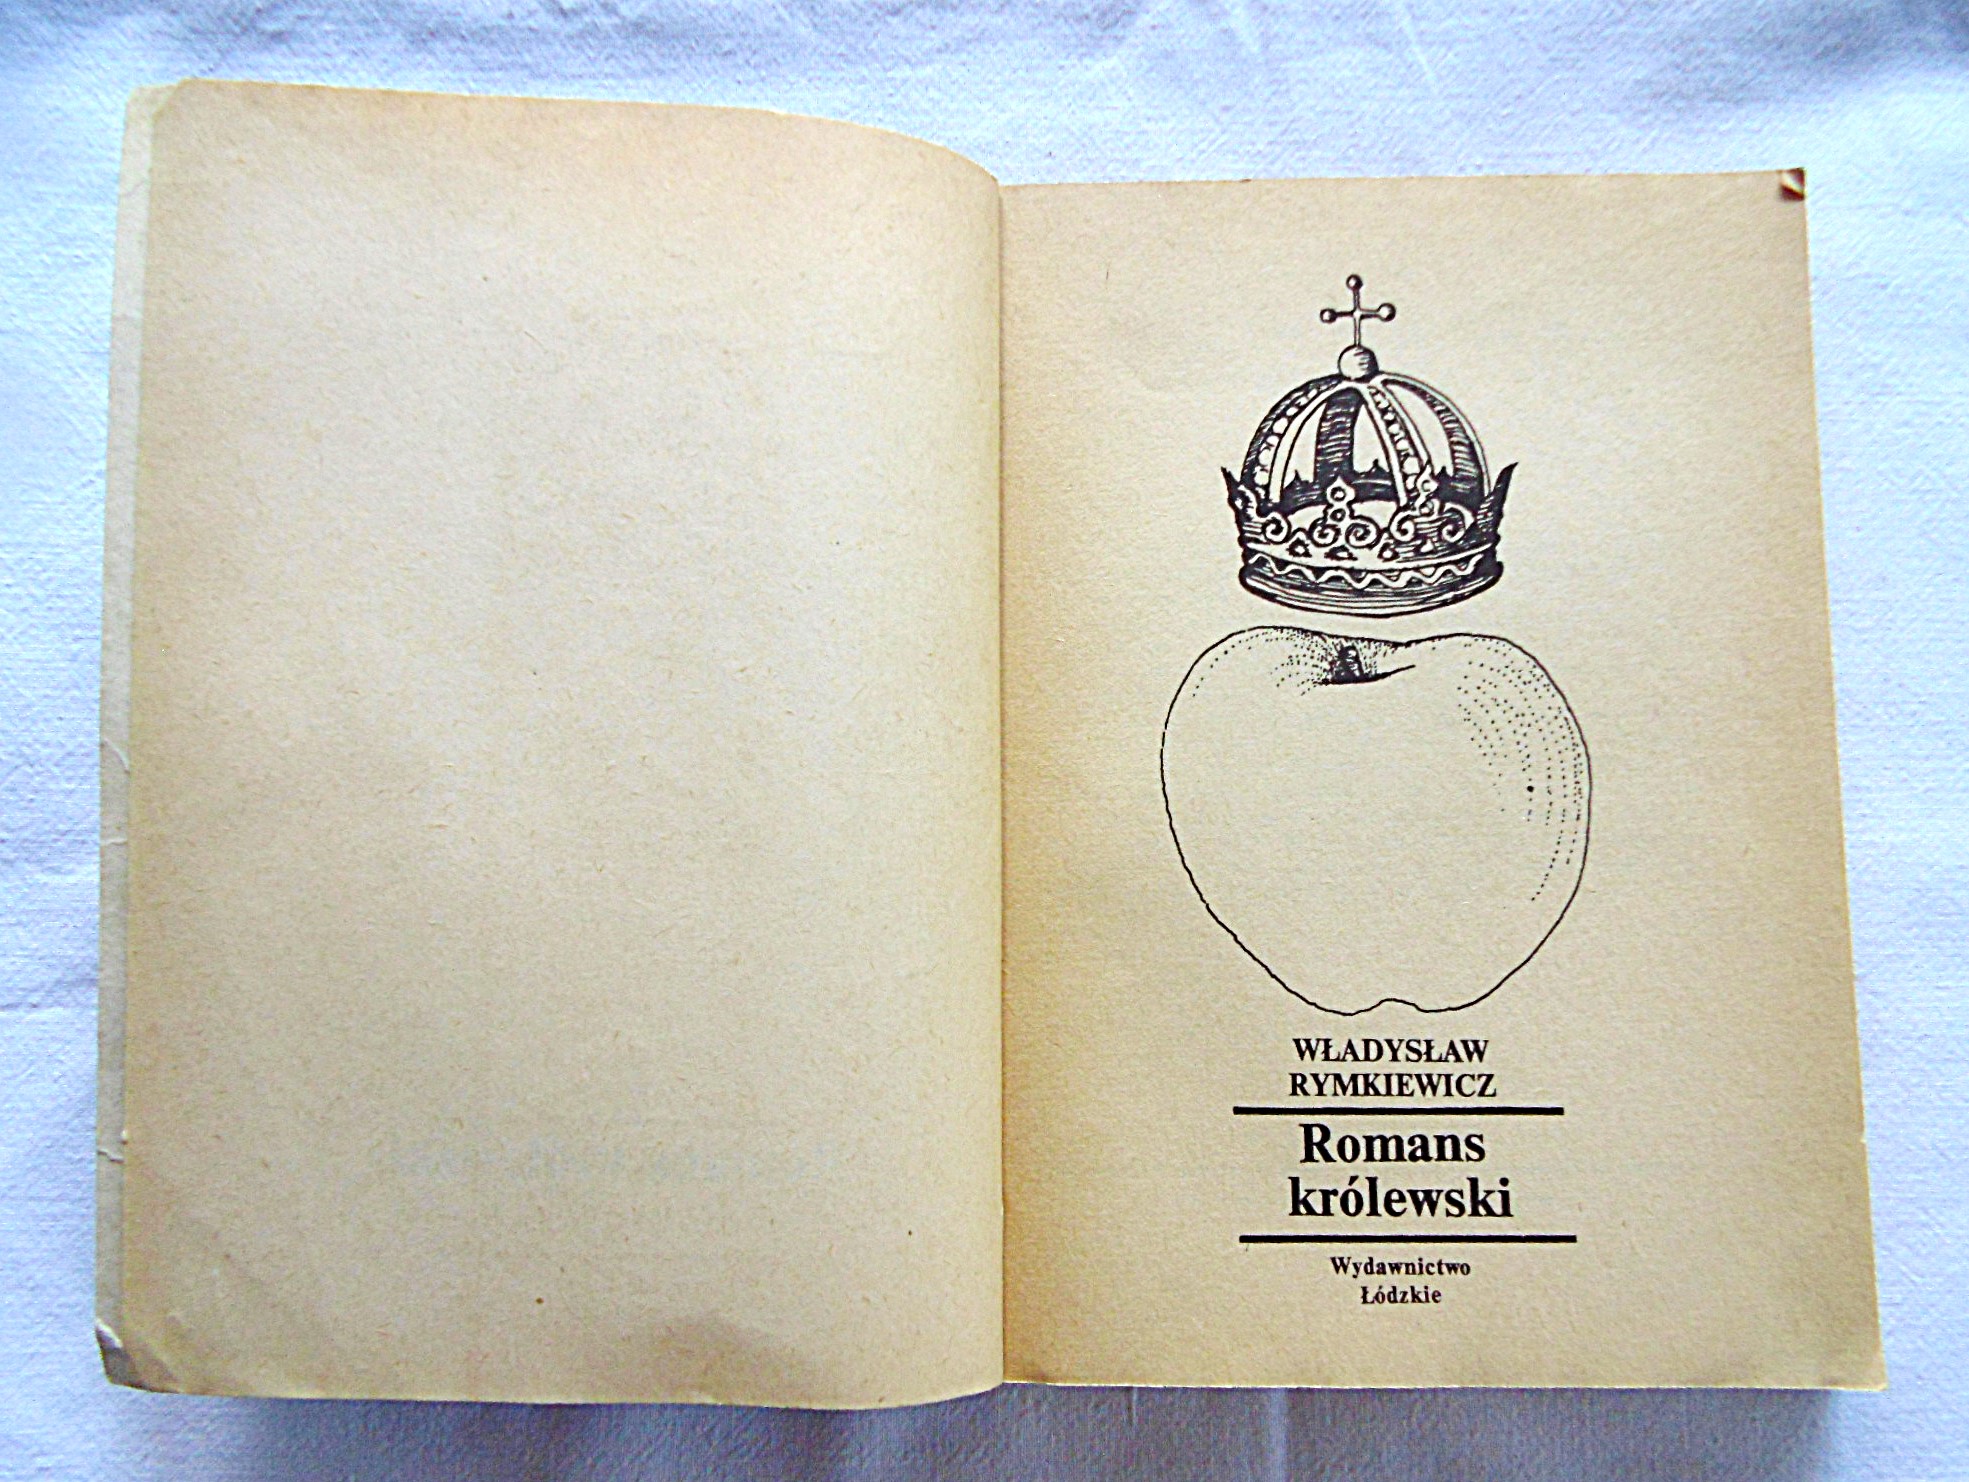 WŁADYSŁAW
RYMKIEWICZ
Romans
królewski
Wydawnictwo
Łódzkie